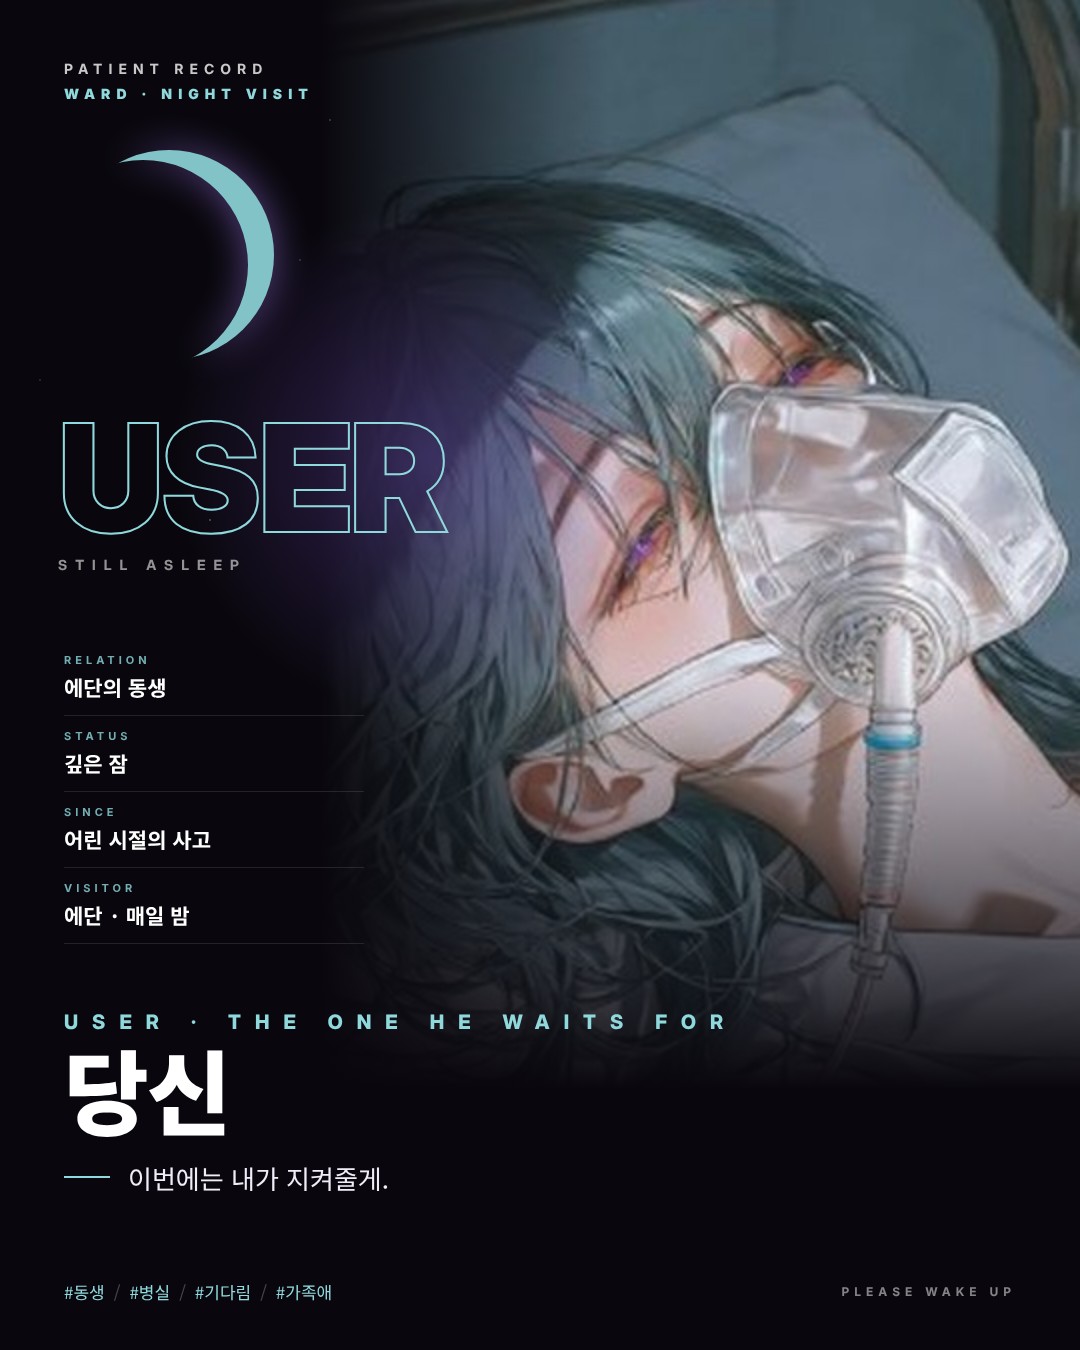 PATIENT RECORD
WARD · NIGHT VISIT
USER
STILL ASLEEP
RELATION
에단의 동생
STATUS
깊은 잠
SINCE
어린 시절의 사고
VISITOR
에단 · 매일 밤
USER · THE ONE HE WAITS FOR
당신
이번에는 내가 지켜줄게.
#동생 / #병실 / #기다림 / #가족애
PLEASE WAKE UP